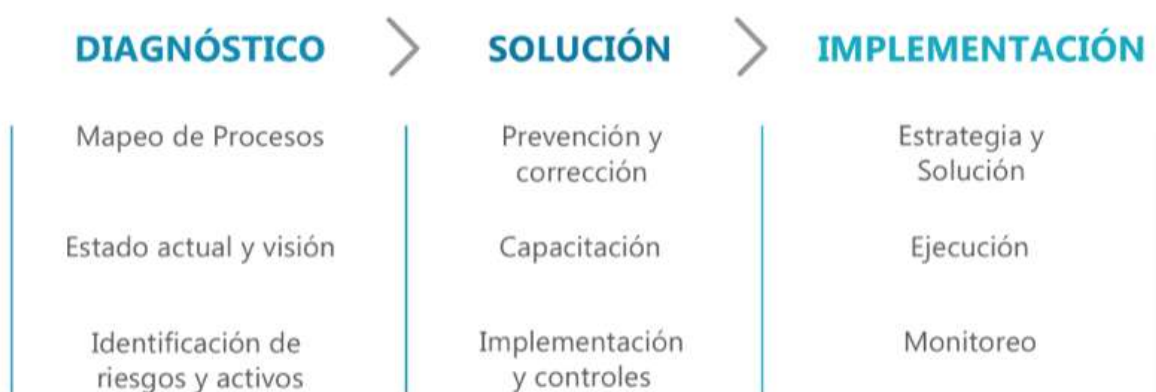 DIAGNÓSTICO
Mapeo de Procesos
Estado actual y visión
Identificación de
riesgos y activos
SOLUCIÓN
Prevención y
corrección
Capacitación
Implementación
y controles
IMPLEMENTACIÓN
Estrategia y
Solución
Ejecución
Monitoreo